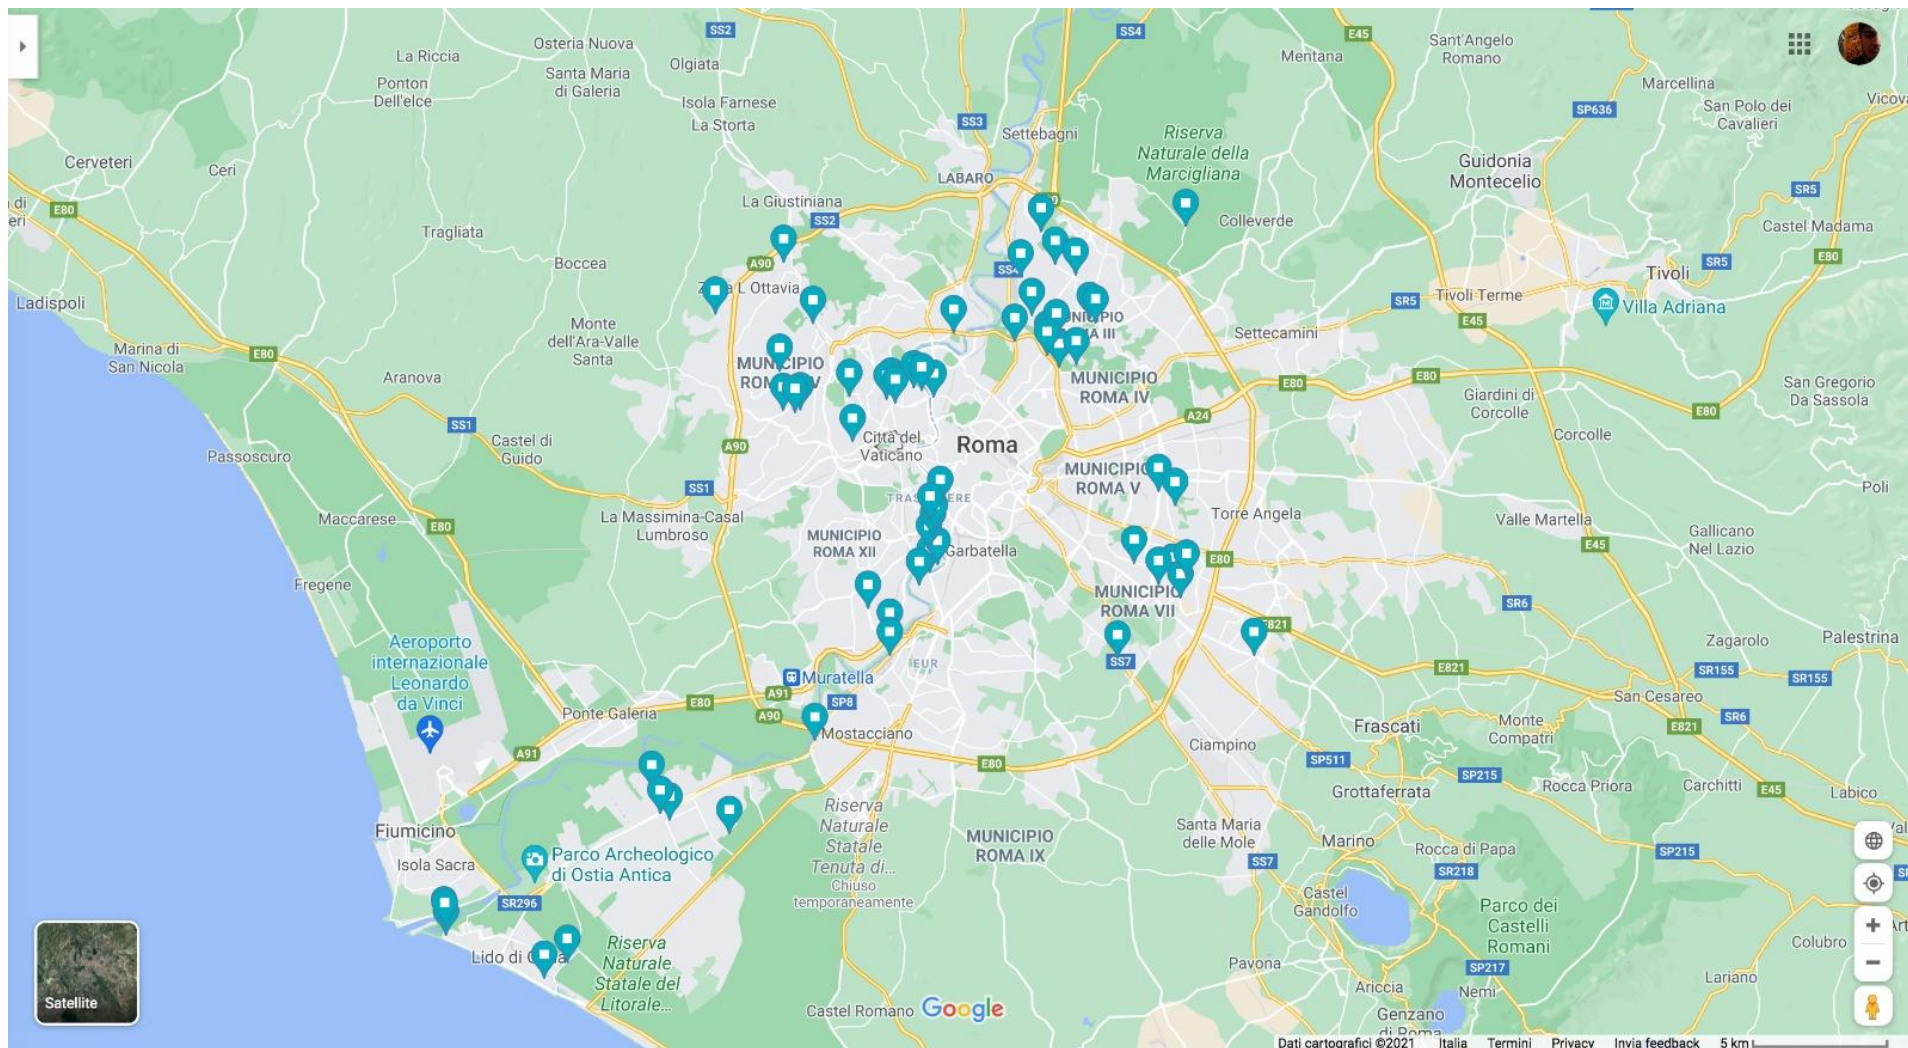 SS2
SS4
E45
Osteria Nuova
Sant'Angelo
Romano
La Riccia
Mentana
Olgiata
Santa Maria
di Galeria
Ponton
Dell'elce
Marcellina
Isola Farnese
San Polo dei
Cavalieri
SP636
SS3
La Storta
Settebagni
Riserva
Naturale della
Marcigliana
Cerveteri
Ceri
Guidonia
Montecelio
LABARO
SR5
E80
La Giustiniana
SS2
Colleverde
Castel Madama
Tragliata
E80
Boccea
A90
SS4
SR5
Tivoli
Ladispoli
L Ottavia
SR5
Tivoli Terme
Villa Adriana
Monte
dell'Ara-Valle
Santa
E45
Settecamini
Marina di
San Nicola
E80
MUNICIPIO
Aranova
MUNICIPIO
ROMA IV
E80
E80
San Gregorio
Da Sassola
Giardini di
Corcolle
E80
A24
SS1
Castel di
Guido
A90
Città del
Vaticano
Roma
Corcolle
Passoscuro
SS1
MUNICIPIO
ROMA V
Poli
La Massimina-Casal
Lumbroso
Torre Angela
Maccarese
E80
Valle Martella
Gallicano
Nel Lazio
MUNICIPIO
ROMA XII
Garbatella
E80
E45
Fregene
MUNICIPIO
ROMA VII
SR6
E821
Zagarolo
Palestrina
Aeroporto
internazionale
Leonardo
da Vinci
EUR
SS7
E821
SR155
SR155
Muratella
A91
E80
SP8
San Cesareo
Ponte Galeria
A90
Mostacciano
Frascati
Monte
Compatri
SR6
E821
A91
Ciampino
E80
SP511
SP215
Rocca Priora
Carchitti
E45
Labico
Grottaferrata
Riserva
Naturale
Statale
Tenuta di...
Chiuso
temporaneamente
MUNICIPIO
ROMA IX
Santa Maria
delle Mole
Fiumicino
Marino
Rocca di Papa
SP215
Isola Sacra
Parco Archeologico
di Ostia Antica
SS7
SR218
SR296
Castel
Gandolfo
Parco dei
Castelli
Romani
Colubro
Lido di
Riserva
Naturale
Statale del
Litorale...
Pavona
SP217
Lariano
Ariccia
Nemi
Satellite
Castel Romano
Google
Genzano
di Roma
Dati cartografici ©2021 Italia Termini Privacy Invia feedback 5 km